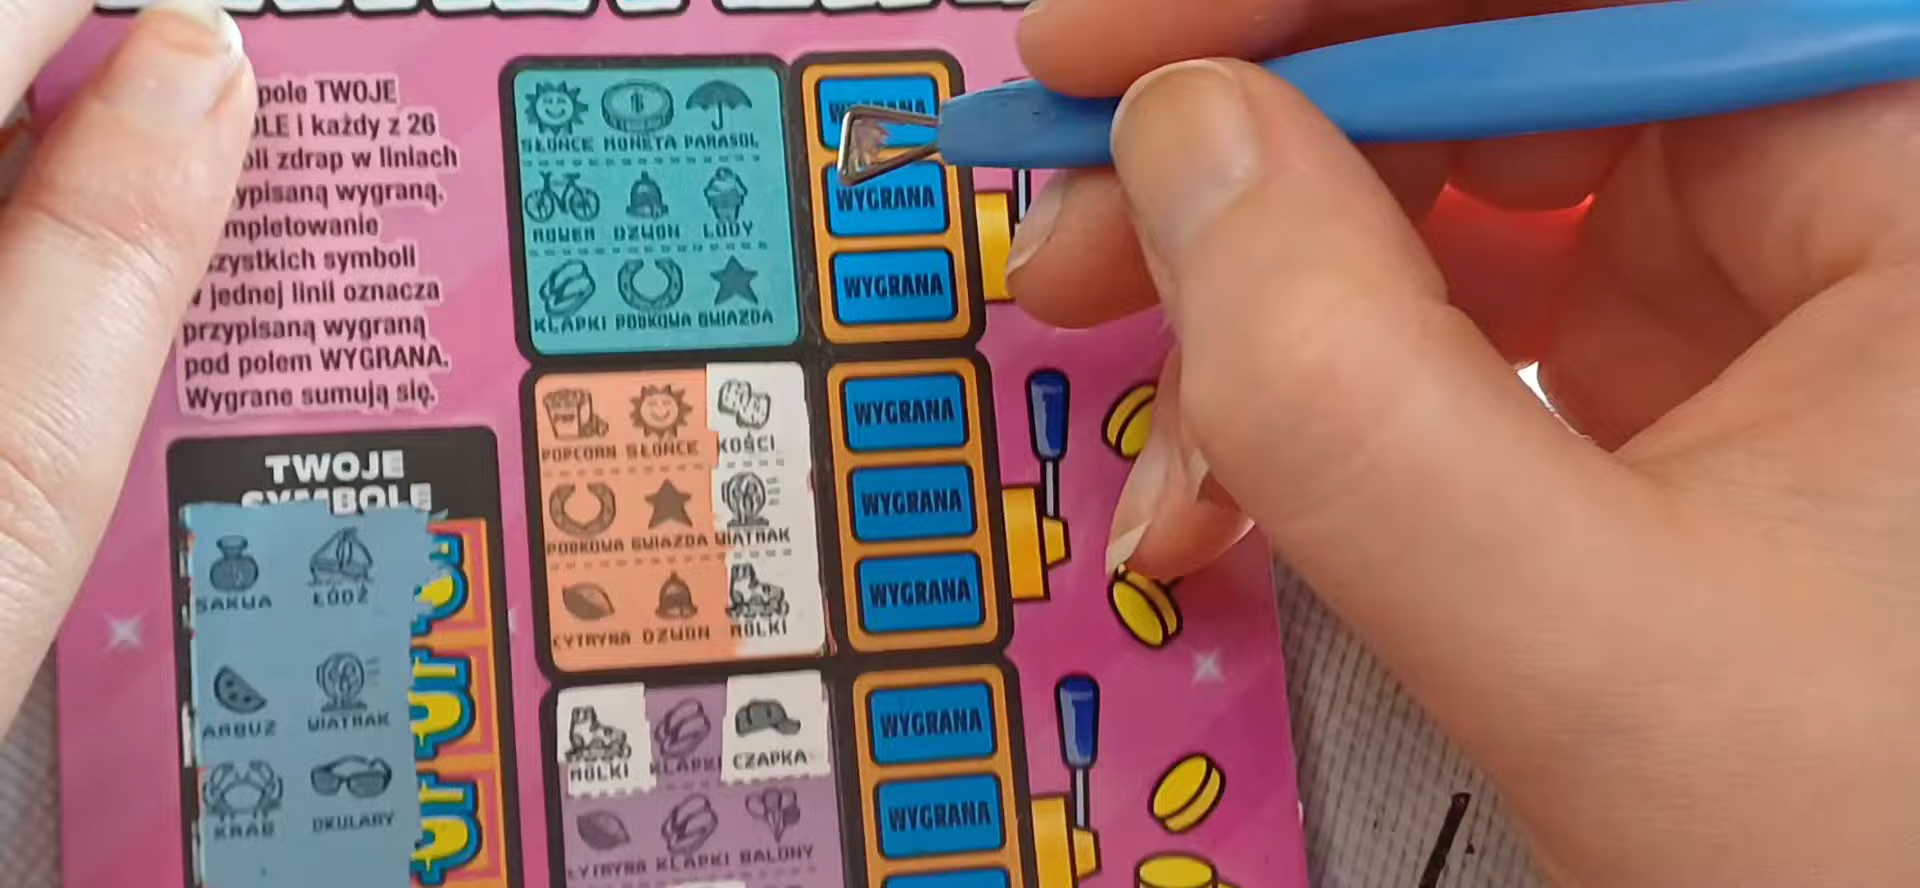 pole TWOJE
i każdy z 26
zdrap w liniach
wygraną.
symboli
jednej linii oznacza
przypisaną wygraną
pod polem WYGRANA.
Wygrane sumują się.
TWOJE
SYMBOLE
SAKWA ŁÓDŹ
ARBUZ WIATRAK
KRAB OKULARY
SŁOŃCE MONETA PARASOL
ROWER DZWON LODY
KLAPKI PODKOWA GWIAZDA
WYGRANA
WYGRANA
WYGRANA
POPCORN SŁOŃCE KOŚCI
PODKOWA GWIAZDA WIATRAK
CYTRYNA DZWON ROLKI
WYGRANA
WYGRANA
WYGRANA
ROLKI KLAPKI CZAPKA
CYTRYNA KLAPKI BALONY
WYGRANA
WYGRANA